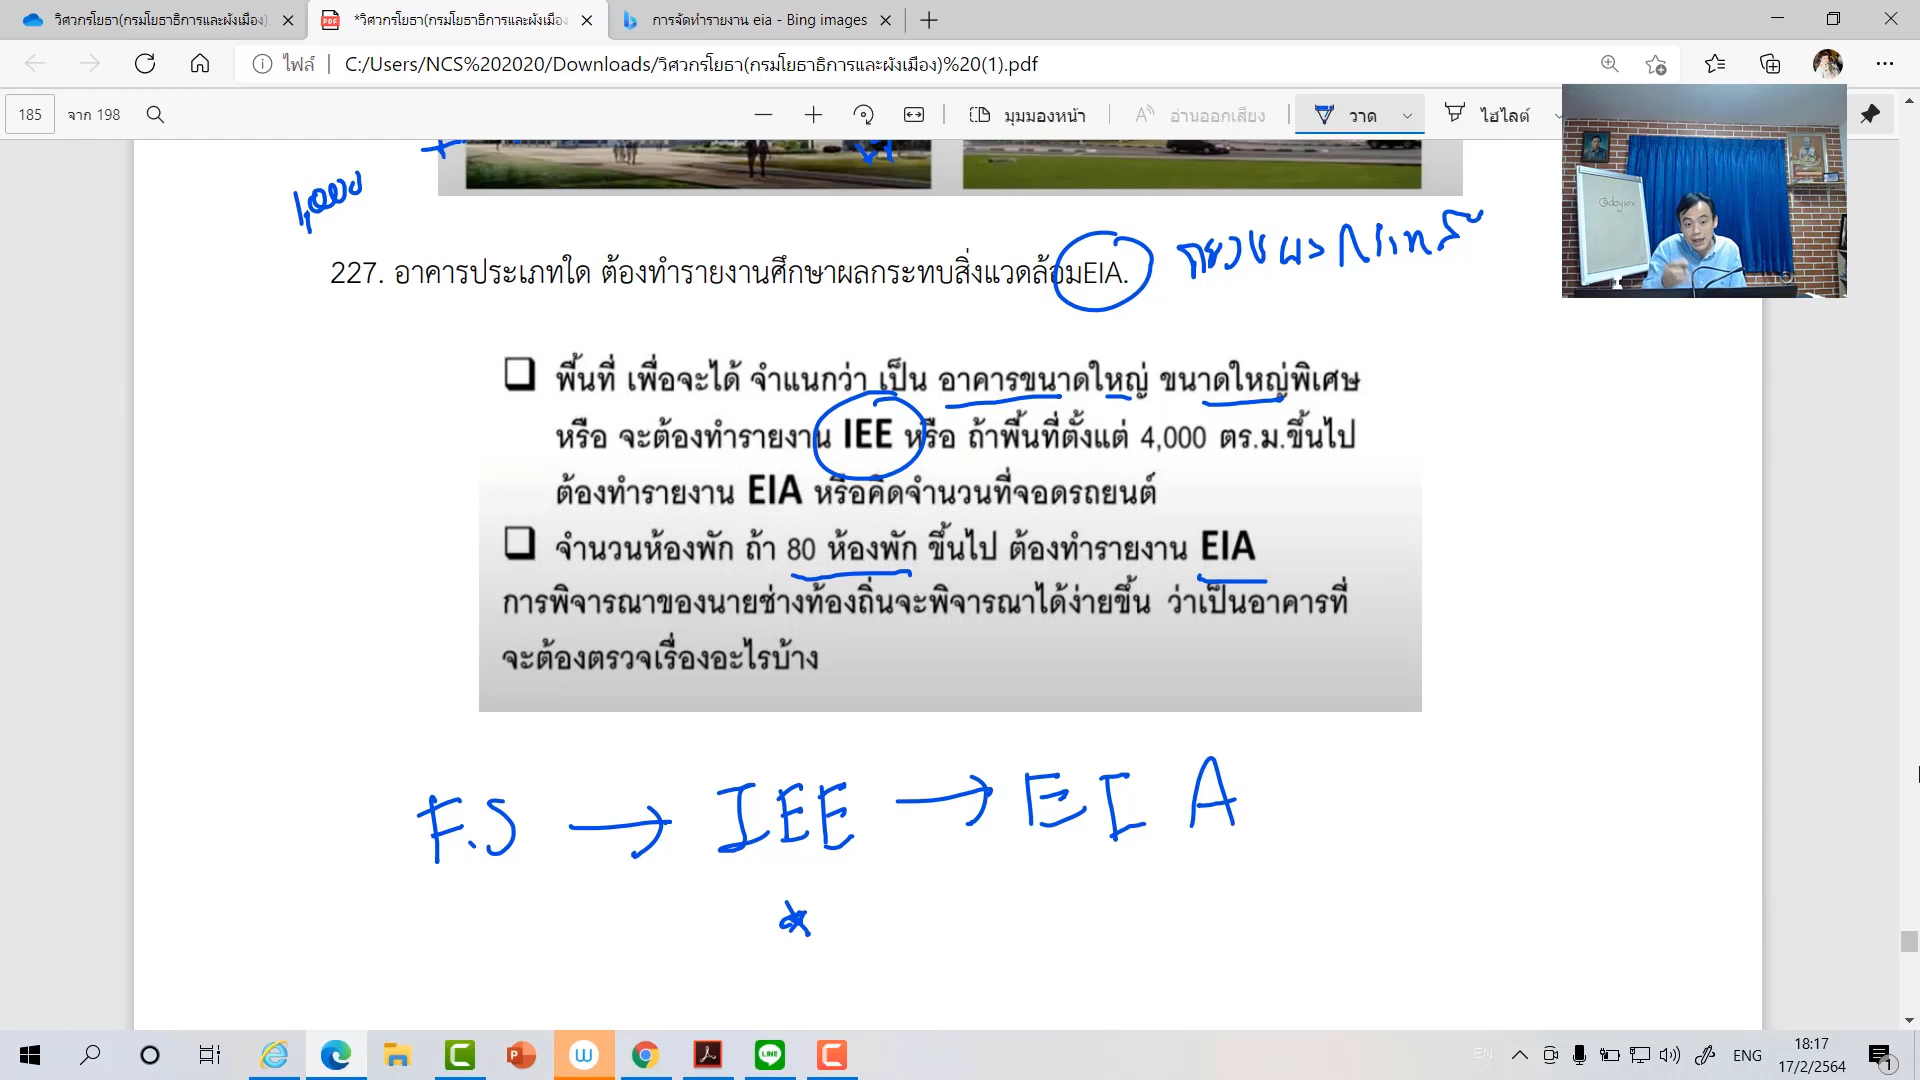 วิศวกรโยธา(กรมโยธาธิการและผังเมือง)
*วิศวกรโยธา(กรมโยธาธิการและผังเมือง
การจัดทำรายงาน eia - Bing images
ไฟล์
C:/Users/NCS%202020/Downloads/วิศวกรโยธา(กรมโยธาธิการและผังเมือง)%20(1).pdf
185 จาก 198
มุมมองหน้า
อ่านออกเสียง
วาด
ไฮไลต์
1,000
227. อาคารประเภทใด ต้องทำรายงานศึกษาผลกระทบสิ่งแวดล้อมEIA.
พื้นที่ เพื่อจะได้ จำแนกว่า เป็น อาคารขนาดใหญ่ ขนาดใหญ่พิเศษ
หรือ จะต้องทำรายงาน IEE หรือ ถ้าพื้นที่ตั้งแต่ 4,000 ตร.ม.ขึ้นไป
ต้องทำรายงาน EIA หรือคิดจำนวนที่จอดรถยนต์
จำนวนห้องพัก ถ้า 80 ห้องพัก ขึ้นไป ต้องทำรายงาน EIA
การพิจารณาของนายช่างท้องถิ่นจะพิจารณาได้ง่ายขึ้น ว่าเป็นอาคารที่
จะต้องตรวจเรื่องอะไรบ้าง
F.S → IEE → EIA
EN
ENG
18:17
17/2/2564
1